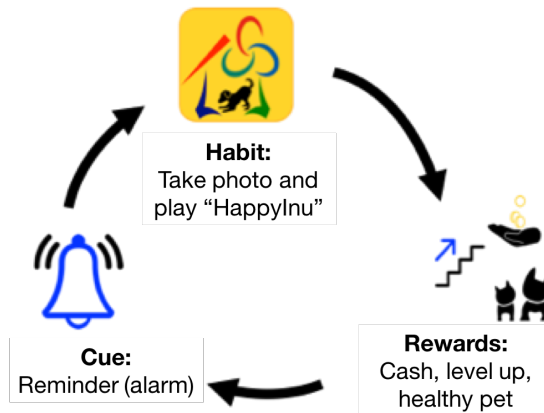 Habit:
Take photo and
play “HappyInu”
Rewards:
Cash, level up,
healthy pet
Cue:
Reminder (alarm)